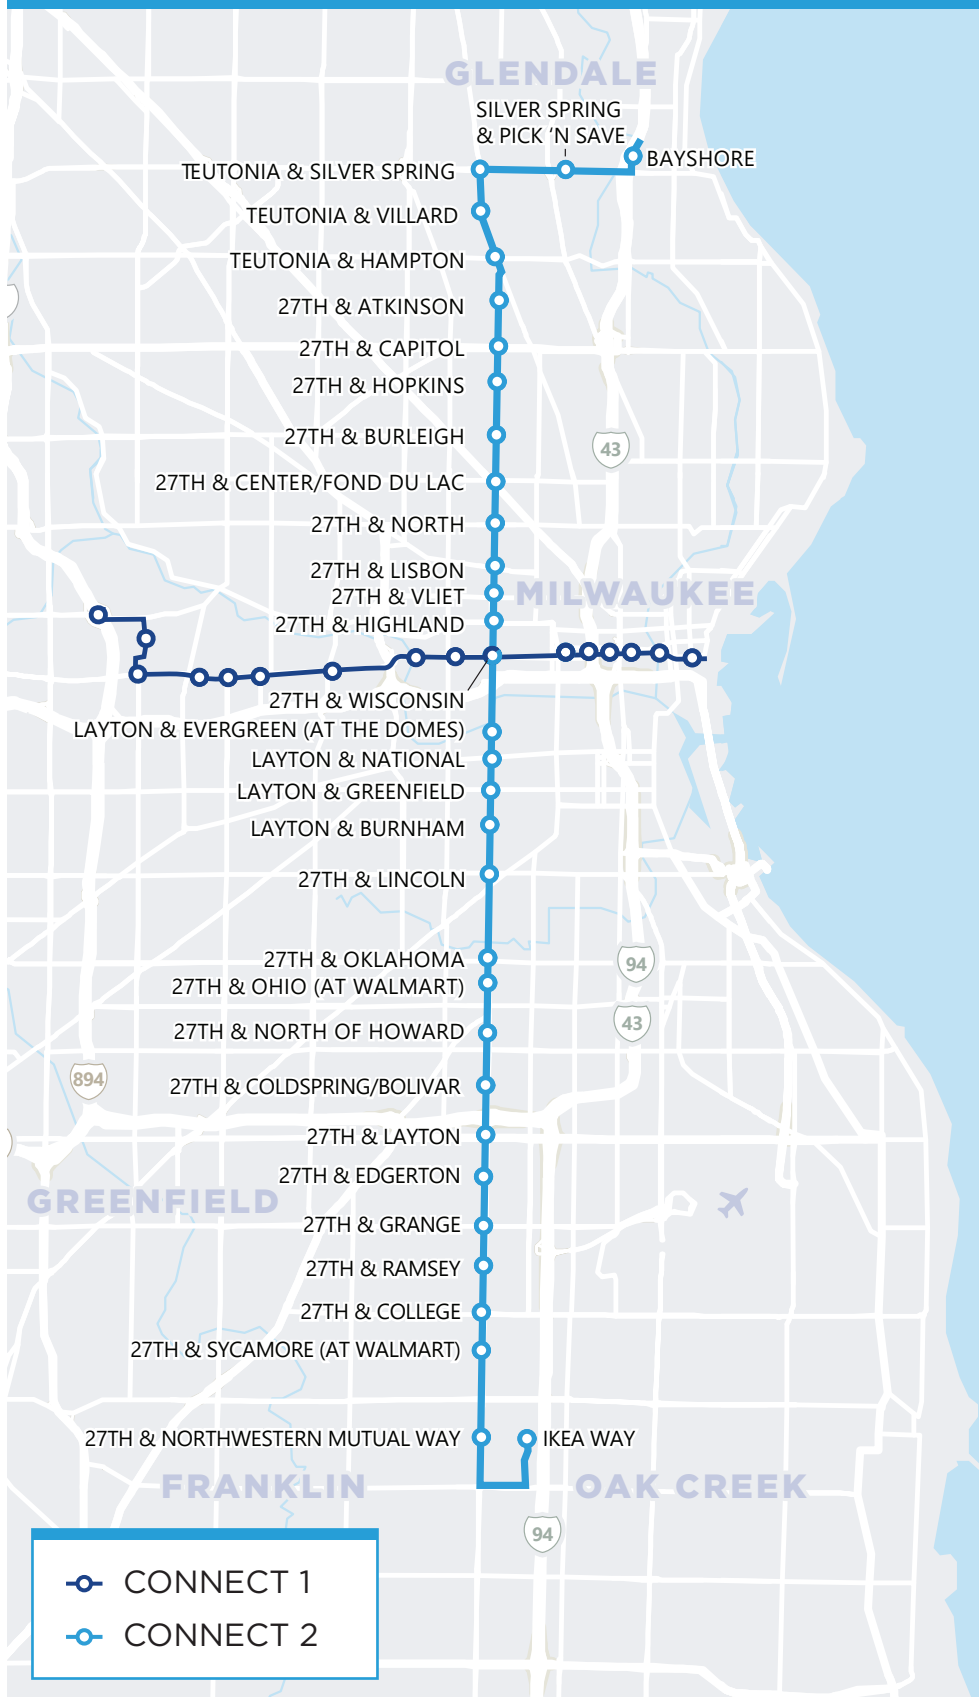 GLENDALE
SILVER SPRING
& PICK ‘N SAVE
BAYSHORE
TEUTONIA & SILVER SPRING
TEUTONIA & VILLARD
TEUTONIA & HAMPTON
27TH & ATKINSON
27TH & CAPITOL
27TH & HOPKINS
27TH & BURLEIGH
43
27TH & CENTER/FOND DU LAC
27TH & NORTH
27TH & LISBON
MILWAUKEE
27TH & VLIET
27TH & HIGHLAND
27TH & WISCONSIN
LAYTON & EVERGREEN (AT THE DOMES)
LAYTON & NATIONAL
LAYTON & GREENFIELD
LAYTON & BURNHAM
27TH & LINCOLN
27TH & OKLAHOMA
94
27TH & OHIO (AT WALMART)
43
27TH & NORTH OF HOWARD
894
27TH & COLDSPRING/BOLIVAR
27TH & LAYTON
27TH & EDGERTON
GREENFIELD
27TH & GRANGE
27TH & RAMSEY
27TH & COLLEGE
27TH & SYCAMORE (AT WALMART)
27TH & NORTHWESTERN MUTUAL WAY
IKEA WAY
FRANKLIN
OAK CREEK
94
CONNECT 1
CONNECT 2